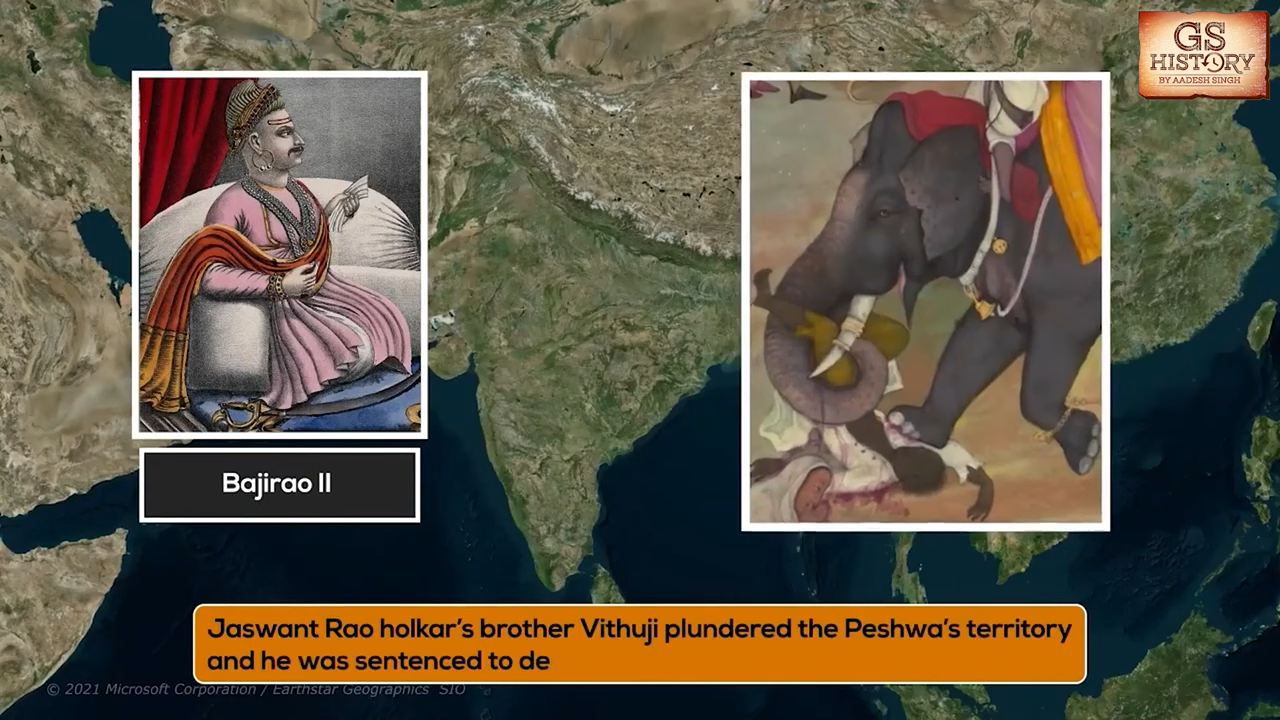 GS
HISTORY
BY AADESH SINGH
Bajirao II
Jaswant Rao holkar’s brother Vithuji plundered the Peshwa’s territory
and he was sentenced to de
© 2021 Microsoft Corporation / Earthstar Geographics SIO